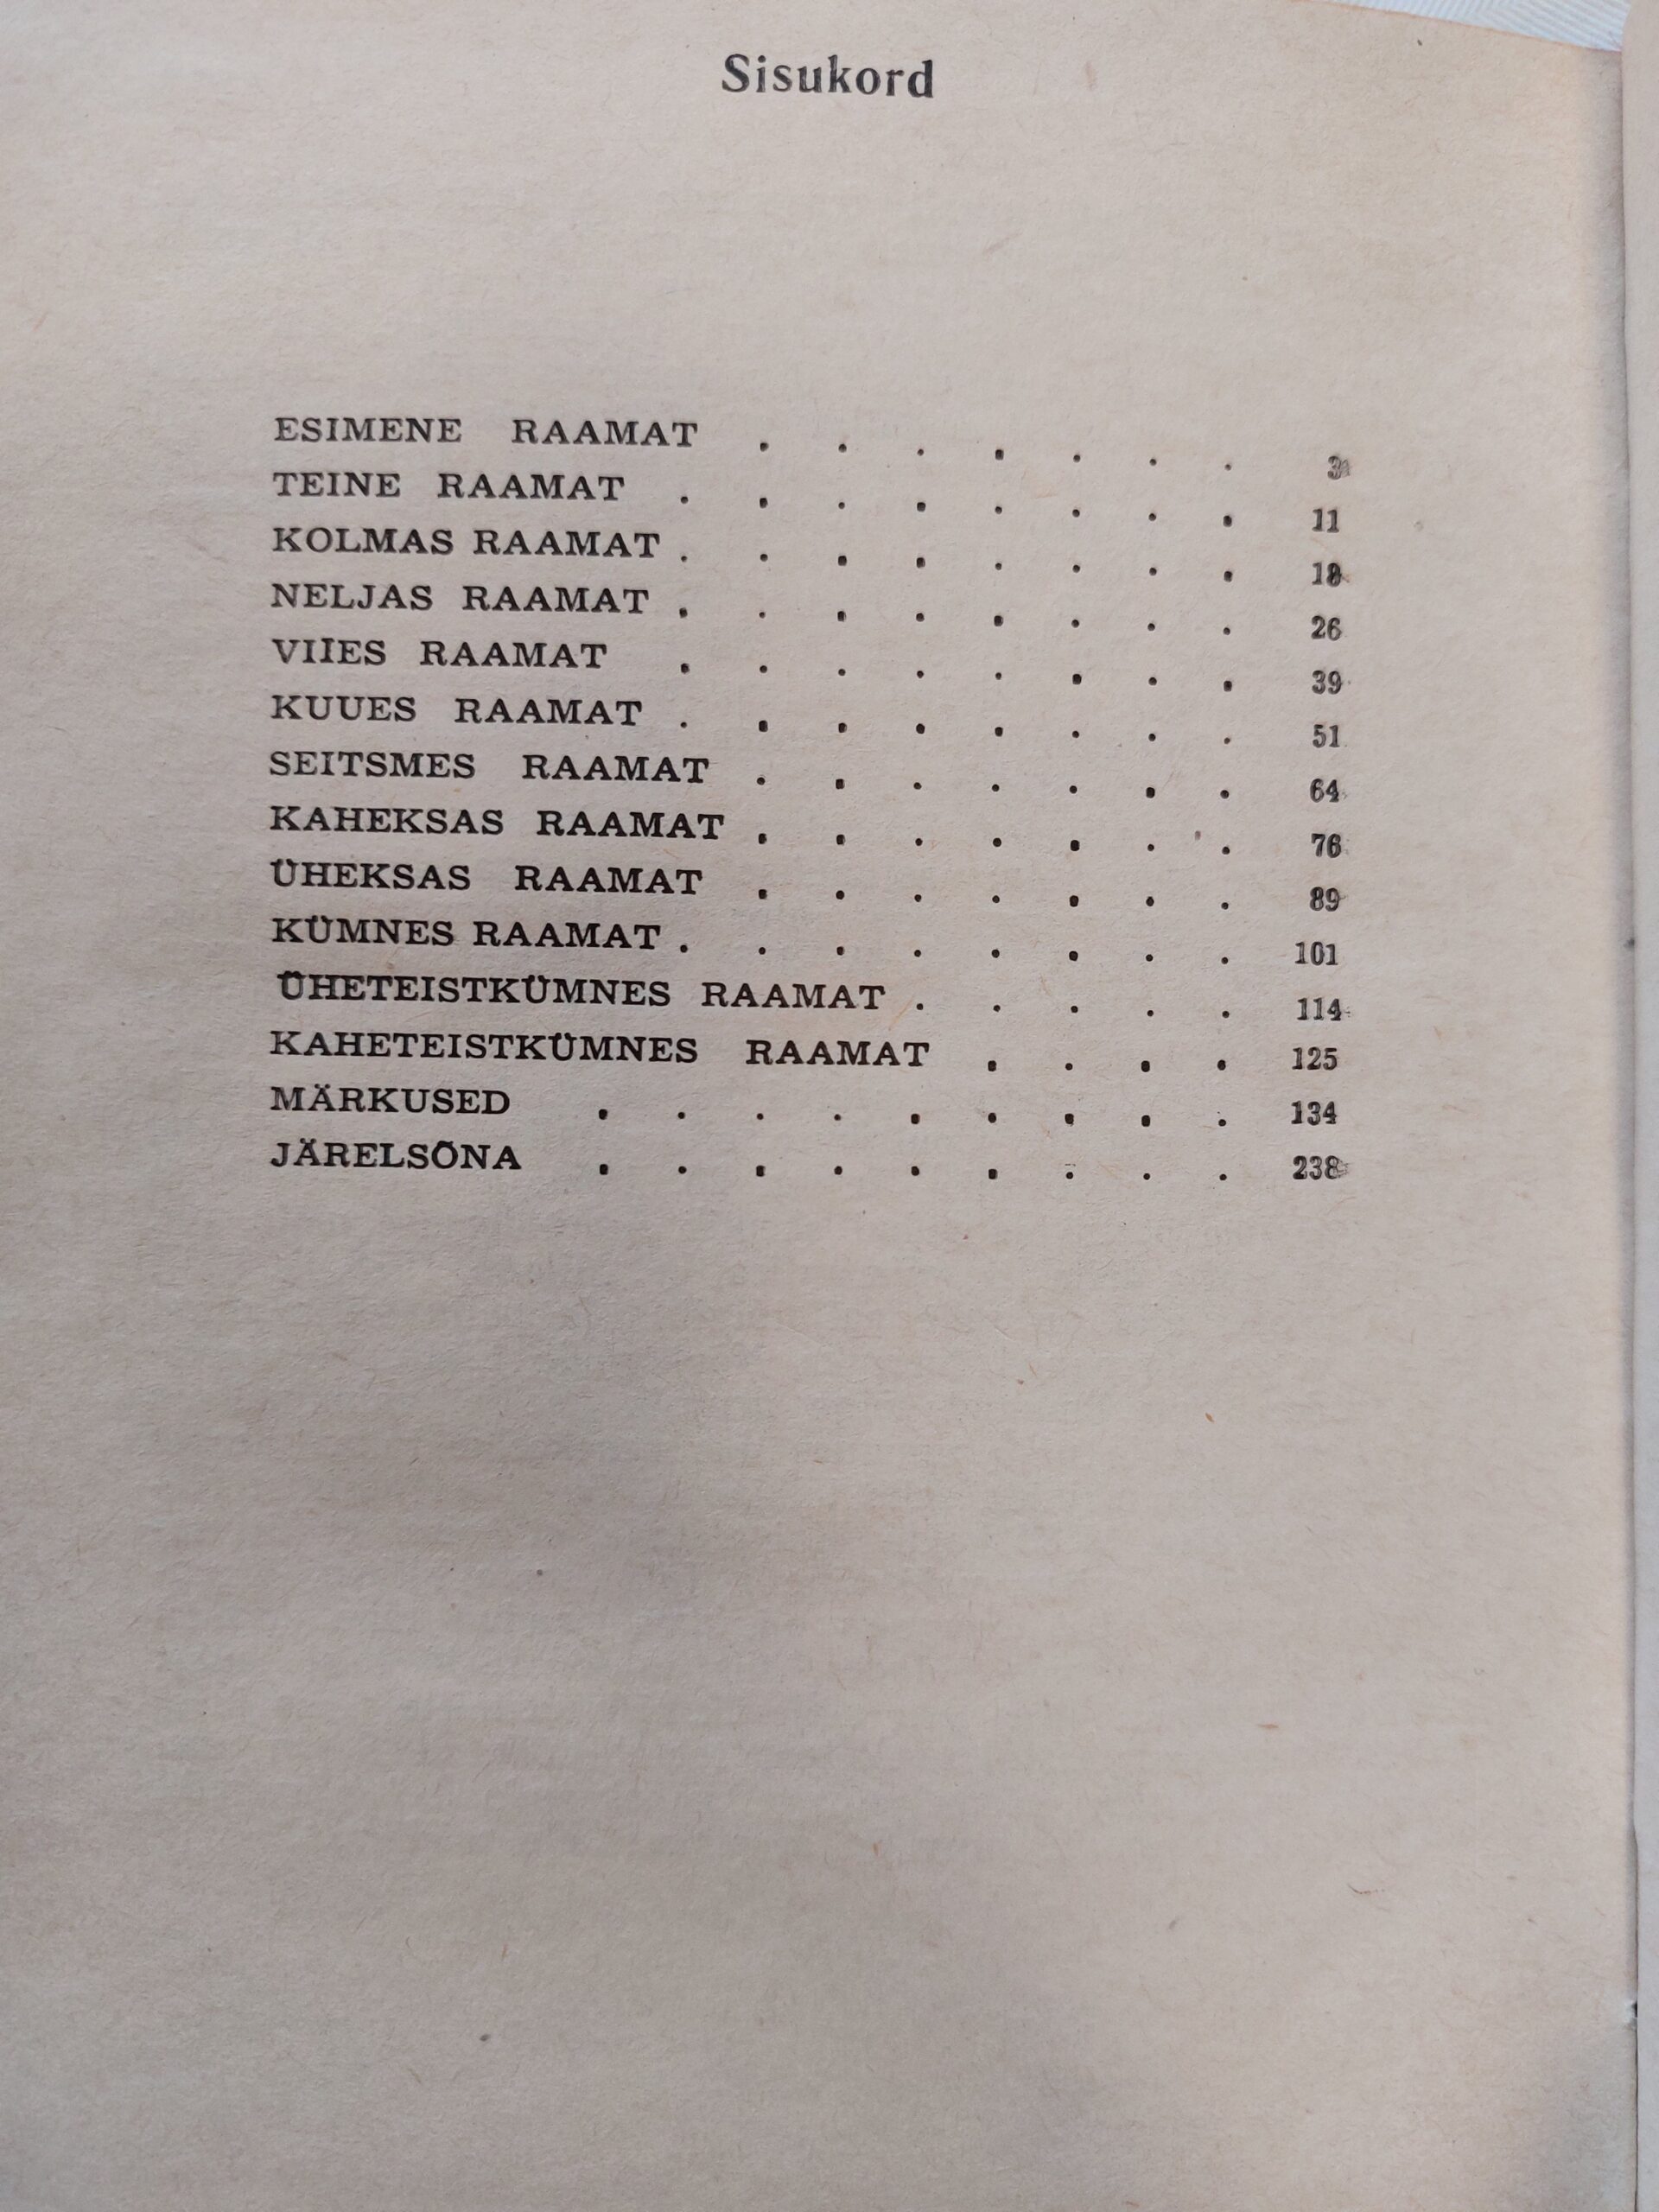 Sisukord
ESIMENE RAAMAT . . . . . . . 3
TEINE RAAMAT . . . . . . . . 11
KOLMAS RAAMAT . . . . . . . . 18
NELJAS RAAMAT . . . . . . . . 26
VIIES RAAMAT . . . . . . . . 39
KUUES RAAMAT . . . . . . . . 51
SEITSMES RAAMAT . . . . . . . 64
KAHEKSAS RAAMAT . . . . . . . 76
ÜHEKSAS RAAMAT . . . . . . . 89
KÜMNES RAAMAT . . . . . . . . 101
ÜHETEISTKÜMNES RAAMAT . . . . . 114
KAHETEISTKÜMNES RAAMAT . . . . 125
MÄRKUSED . . . . . . . . . 134
JÄRELSÕNA . . . . . . . . . 238